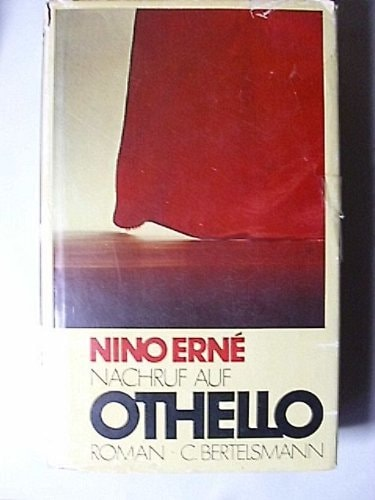 NINO ERNÉ
NACHRUF AUF
OTHELLO
ROMAN · C. BERTELSMANN